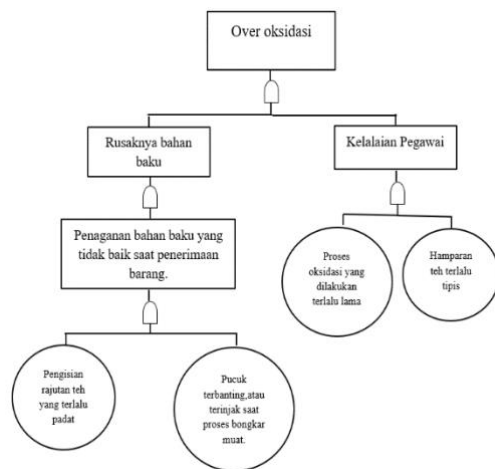 Over oksidasi
Rusaknya bahan
baku
Kelalaian Pegawai
Penaganan bahan baku yang
tidak baik saat penerimaan
barang.
Proses
oksidasi yang
dilakukan
terlalu lama
Hamparan
teh terlalu
tipis
Pengisian
rajutan teh
yang terlalu
padat
Pucuk
terbanting,atau
terinjak saat
proses bongkar
muat.